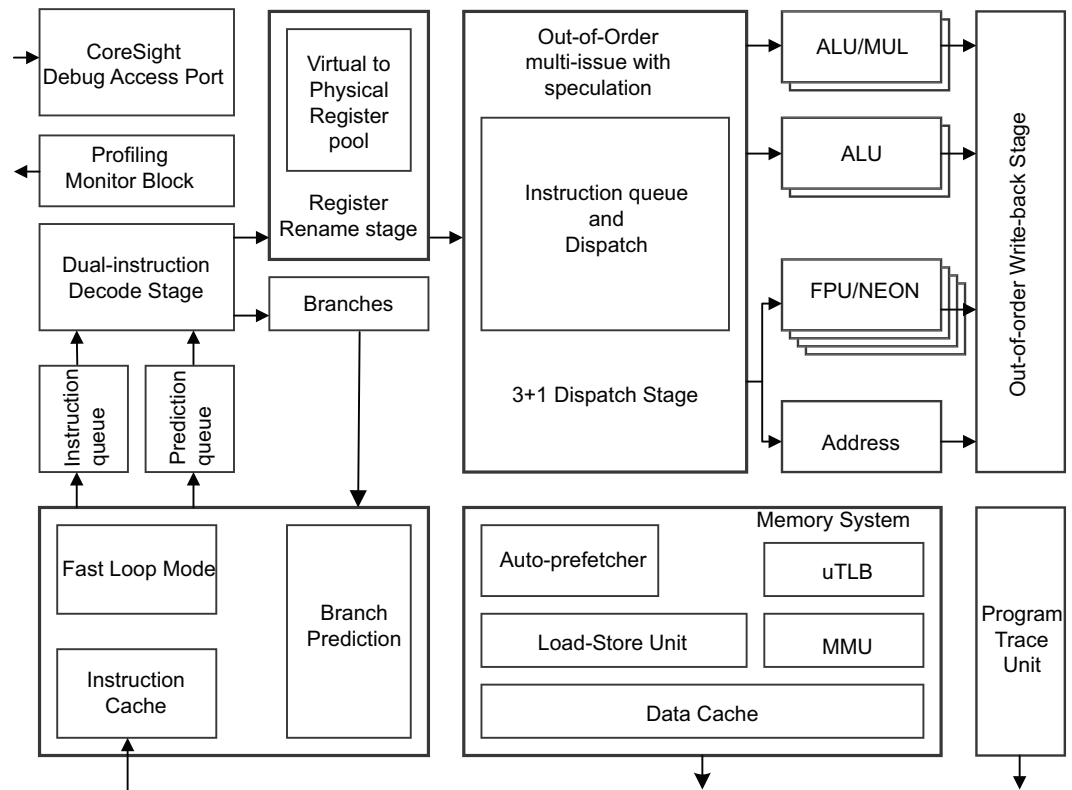 CoreSight
Debug Access Port
Profiling
Monitor Block
Dual-instruction
Decode Stage
Virtual to
Physical
Register
pool
Register
Rename stage
Branches
Instruction
queue
Prediction
queue
Out-of-Order
multi-issue with
speculation
Instruction queue
and
Dispatch
3+1 Dispatch Stage
ALU/MUL
ALU
FPU/NEON
Address
Out-of-order Write-back Stage
Fast Loop Mode
Instruction
Cache
Branch
Prediction
Memory System
Auto-prefetcher
uTLB
Load-Store Unit
MMU
Data Cache
Program
Trace
Unit